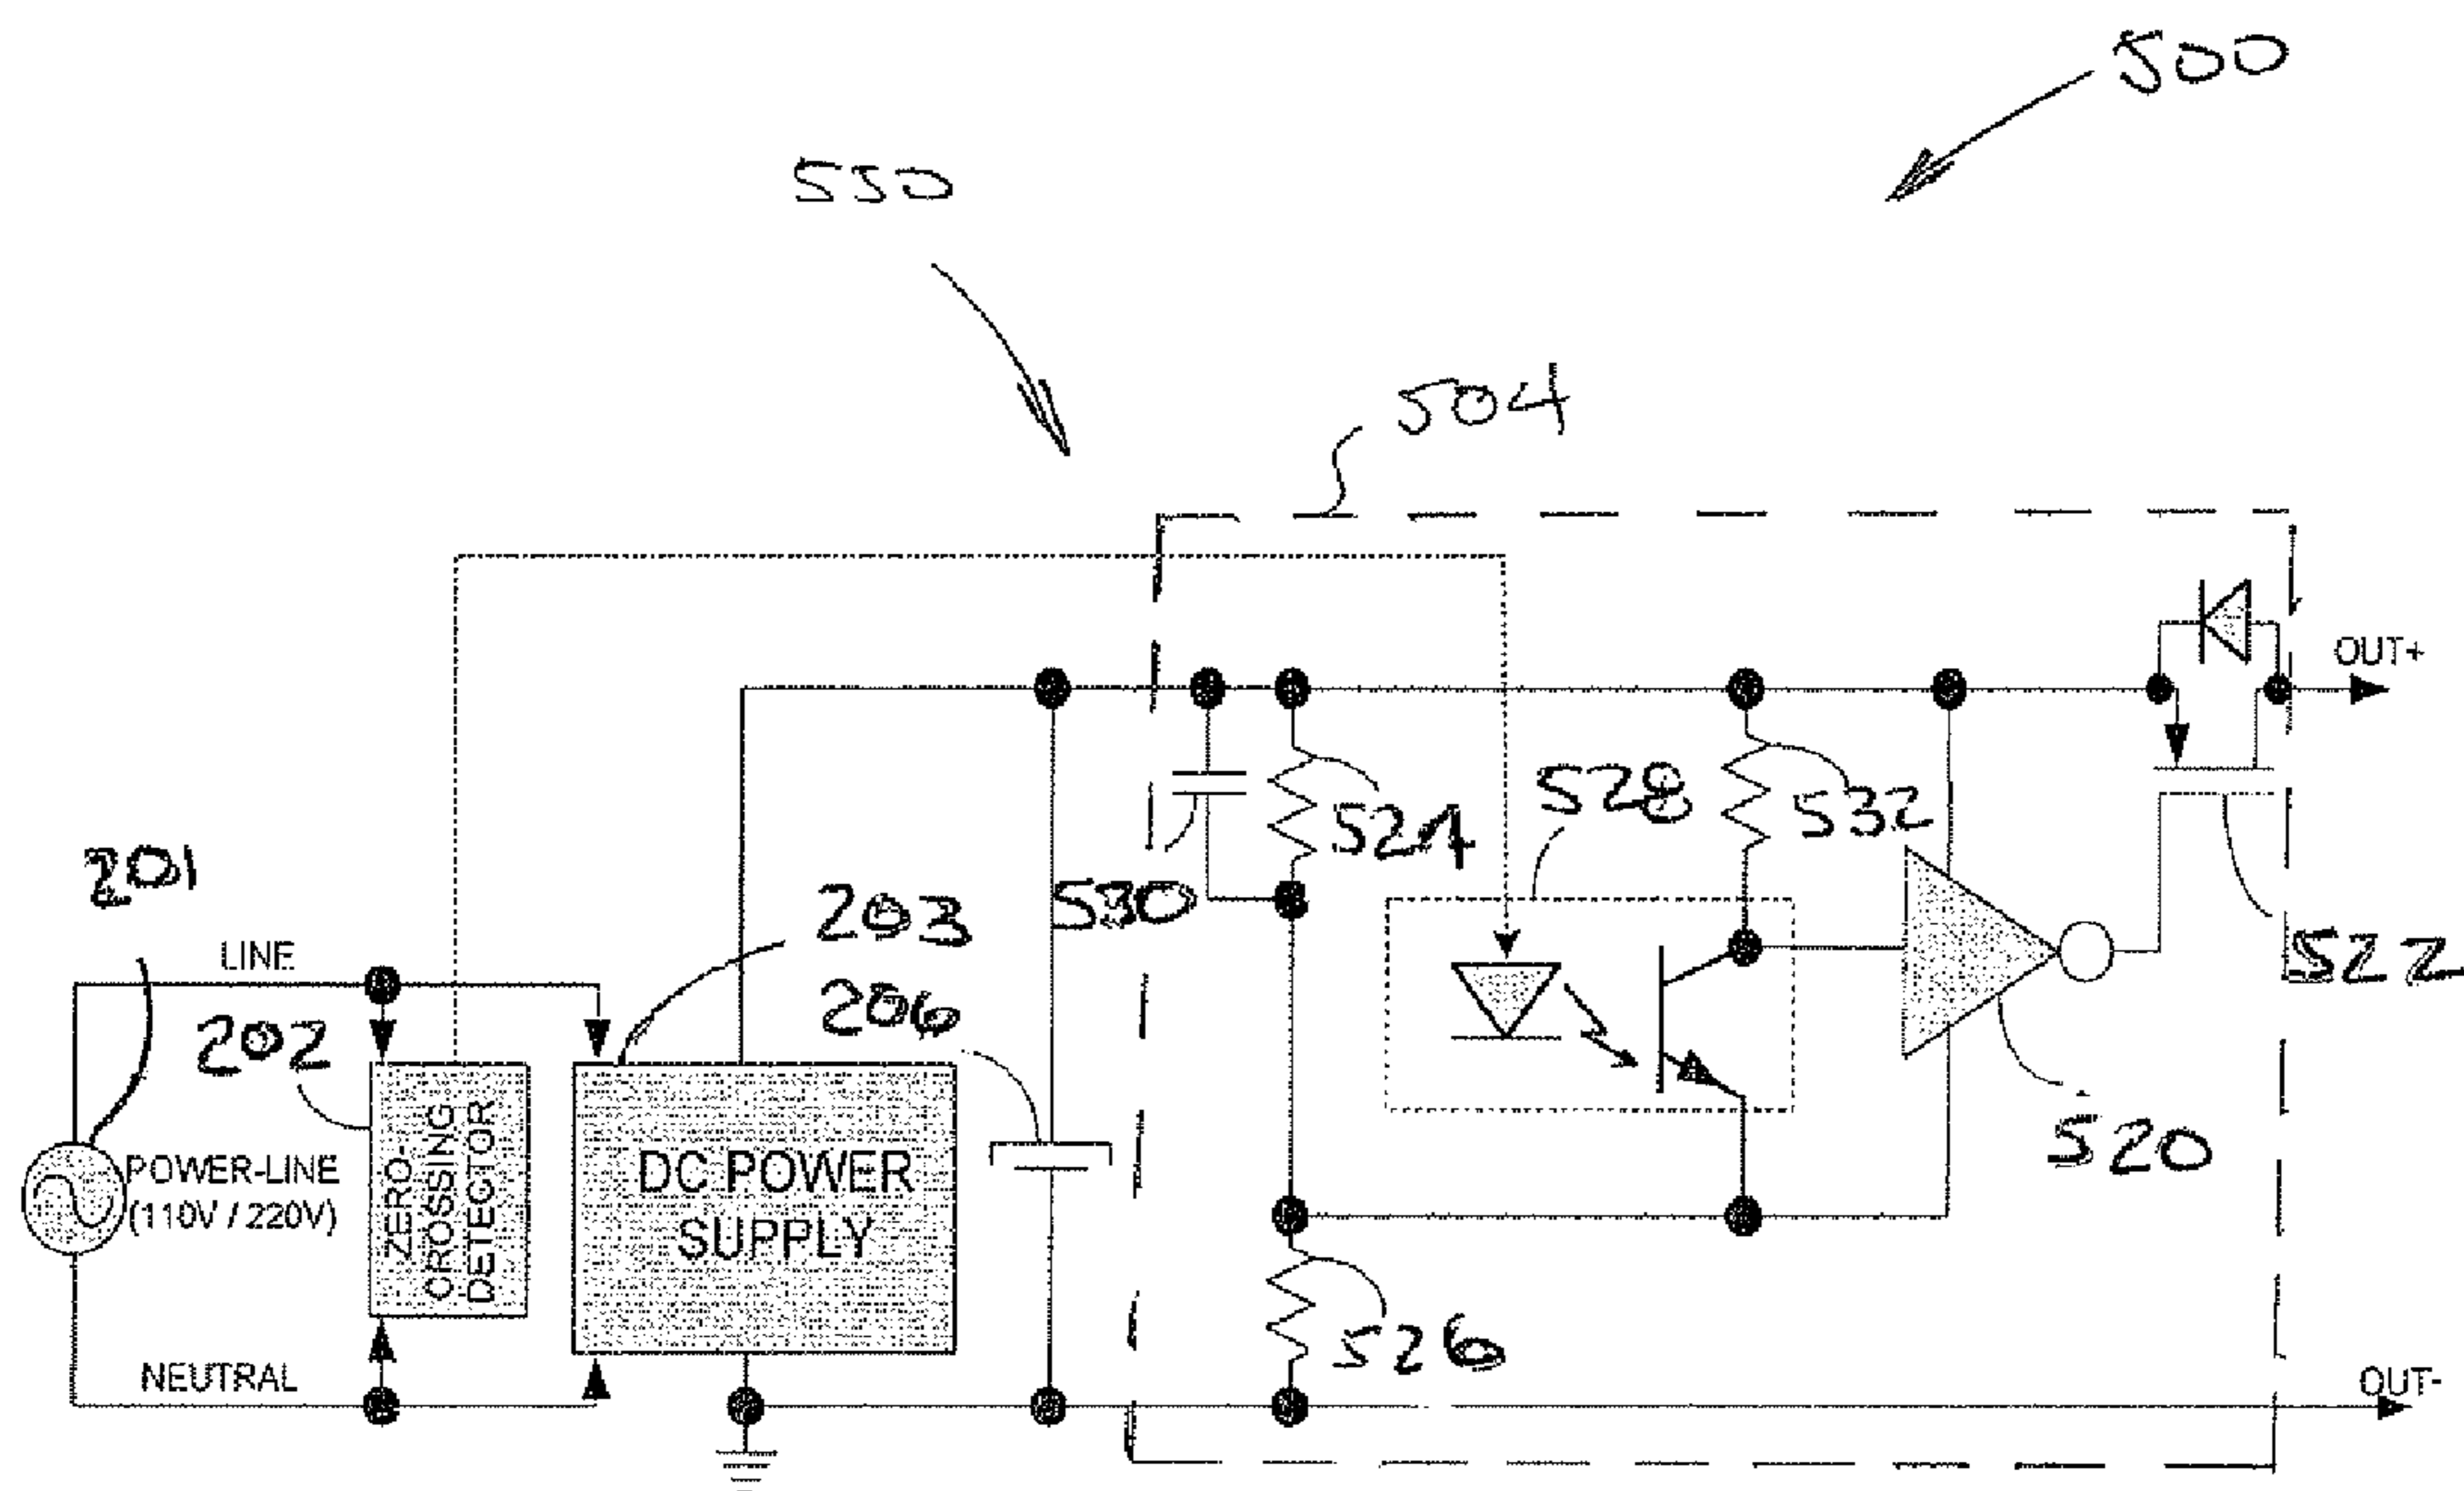 500
550
504
OUT+
528
524
532
201
203
530
LINE
206
522
202
ZERO-
CROSSING
DETECTOR
POWER-LINE
(110V / 220V)
DC POWER
SUPPLY
520
526
NEUTRAL
OUT-